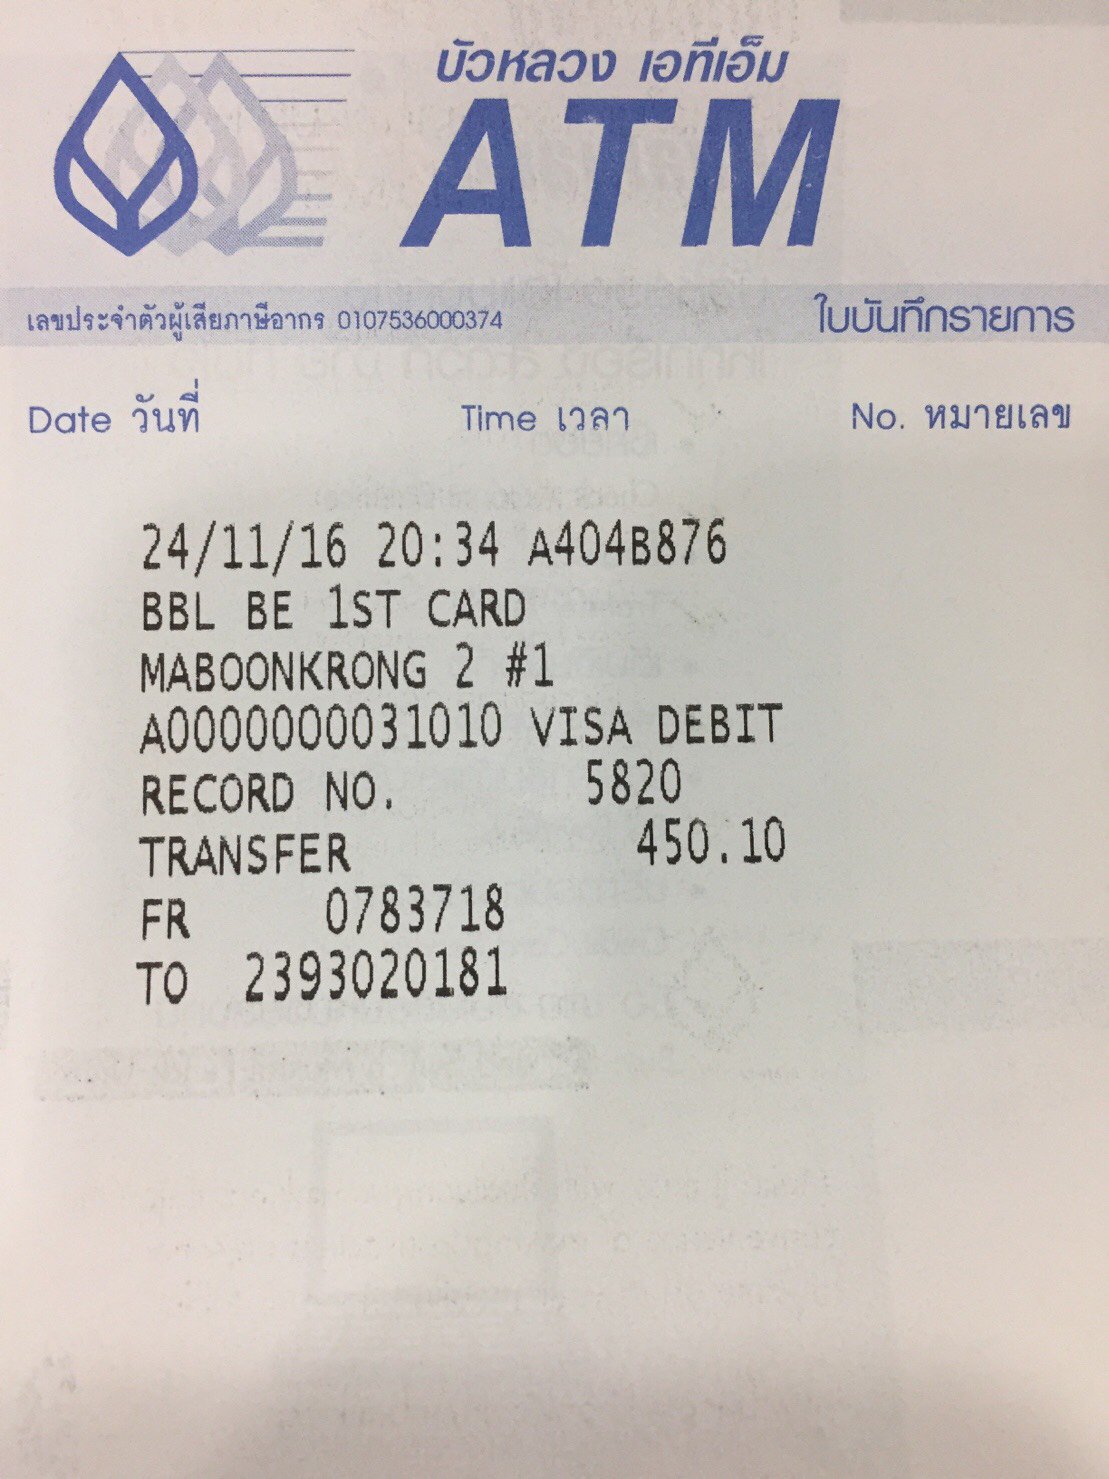 บัวหลวง เอทีเอ็ม
ATM
เลขประจำตัวผู้เสียภาษีอากร 0107536000374 ใบบันทึกรายการ
Date วันที่ Time เวลา No. หมายเลข
24/11/16 20:34 A404B876
BBL BE 1ST CARD
MABOONKRONG 2 #1
A0000000031010 VISA DEBIT
RECORD NO. 5820
TRANSFER 450.10
FR 0783718
TO 2393020181